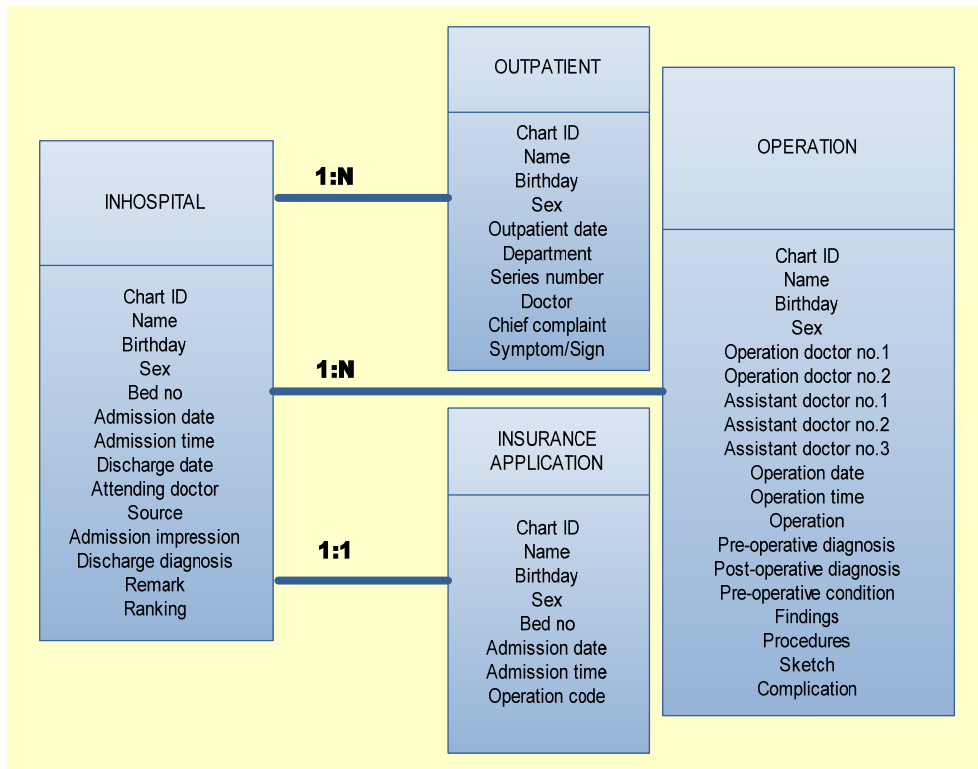 INHOSPITAL
Chart ID
Name
Birthday
Sex
Bed no
Admission date
Admission time
Discharge date
Attending doctor
Source
Admission impression
Discharge diagnosis
Remark
Ranking
1:N
1:N
1:1
OUTPATIENT
Chart ID
Name
Birthday
Sex
Outpatient date
Department
Series number
Doctor
Chief complaint
Symptom/Sign
INSURANCE
APPLICATION
Chart ID
Name
Birthday
Sex
Bed no
Admission date
Admission time
Operation code
OPERATION
Chart ID
Name
Birthday
Sex
Operation doctor no.1
Operation doctor no.2
Assistant doctor no.1
Assistant doctor no.2
Assistant doctor no.3
Operation date
Operation time
Operation
Pre-operative diagnosis
Post-operative diagnosis
Pre-operative condition
Findings
Procedures
Sketch
Complication